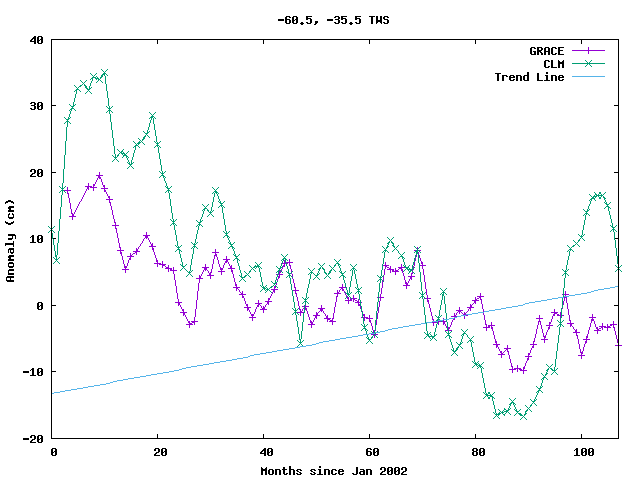 -60.5, -35.5 TWS
GRACE
CLM
Trend Line
Anomaly (cm)
40
30
20
10
0
-10
-20
0 20 40 60 80 100
Months since Jan 2002